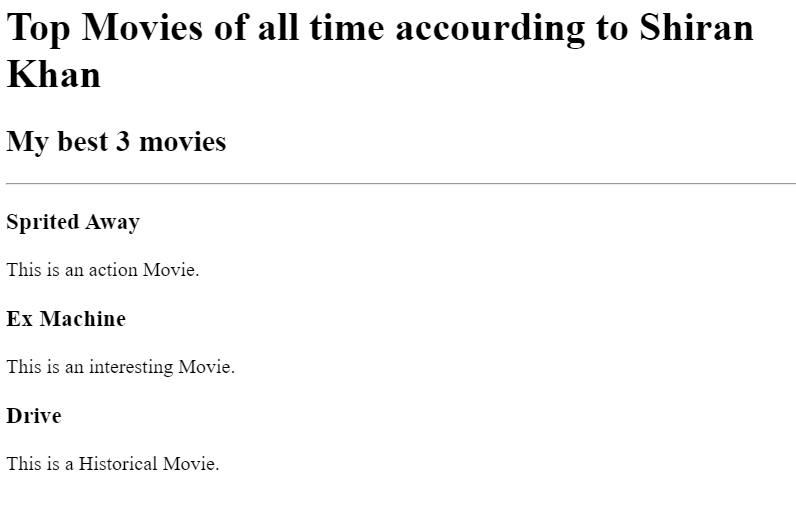 Top Movies of all time accourding to Shiran
Khan
My best 3 movies
Sprited Away
This is an action Movie.
Ex Machine
This is an interesting Movie.
Drive
This is a Historical Movie.